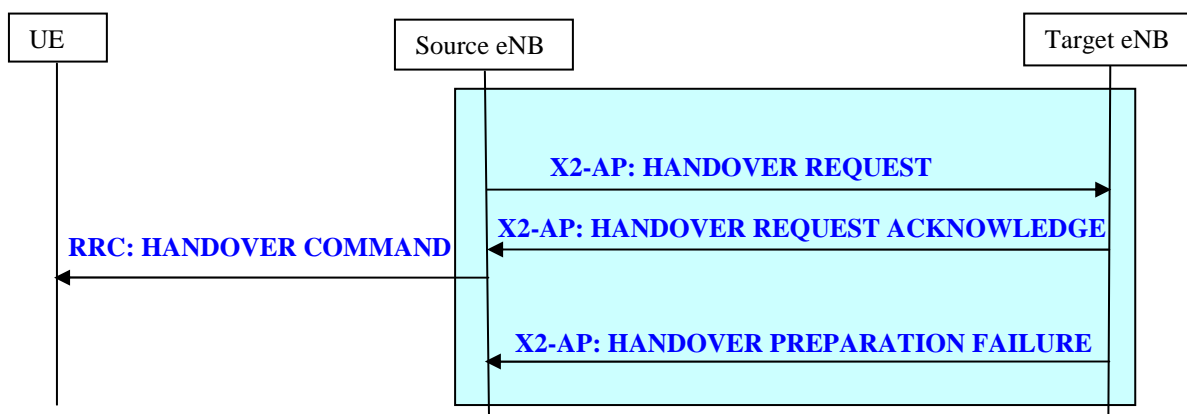 UE
Source eNB
Target eNB
X2-AP: HANDOVER REQUEST
X2-AP: HANDOVER REQUEST ACKNOWLEDGE
RRC: HANDOVER COMMAND
X2-AP: HANDOVER PREPARATION FAILURE